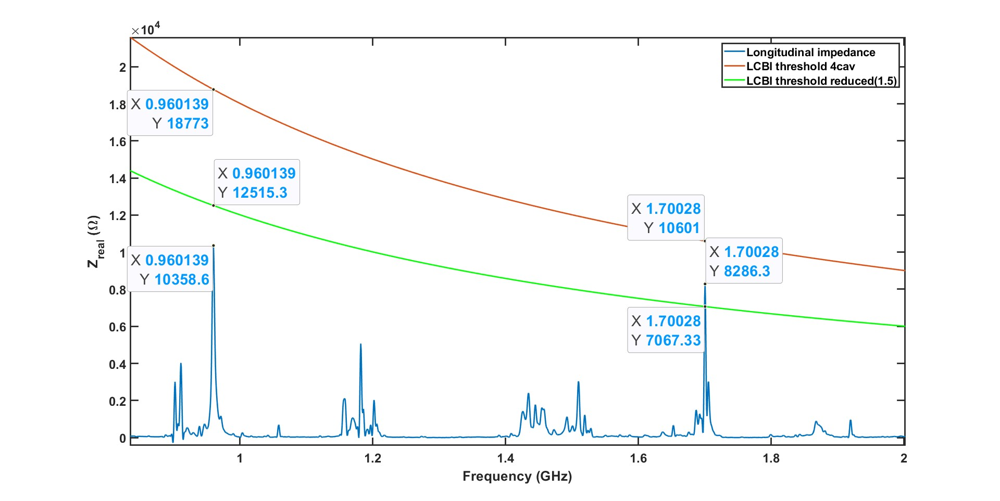 ×10⁴
Longitudinal impedance
LCBI threshold 4cav
LCBI threshold reduced(1.5)
2
1.8
1.6
1.4
1.2
1
0.8
0.6
0.4
0.2
0
Z_real (Ω)
X 0.960139
Y 18773
X 0.960139
Y 12515.3
X 0.960139
Y 10358.6
X 1.70028
Y 10601
X 1.70028
Y 8286.3
X 1.70028
Y 7067.33
1 1.2 1.4 1.6 1.8 2
Frequency (GHz)